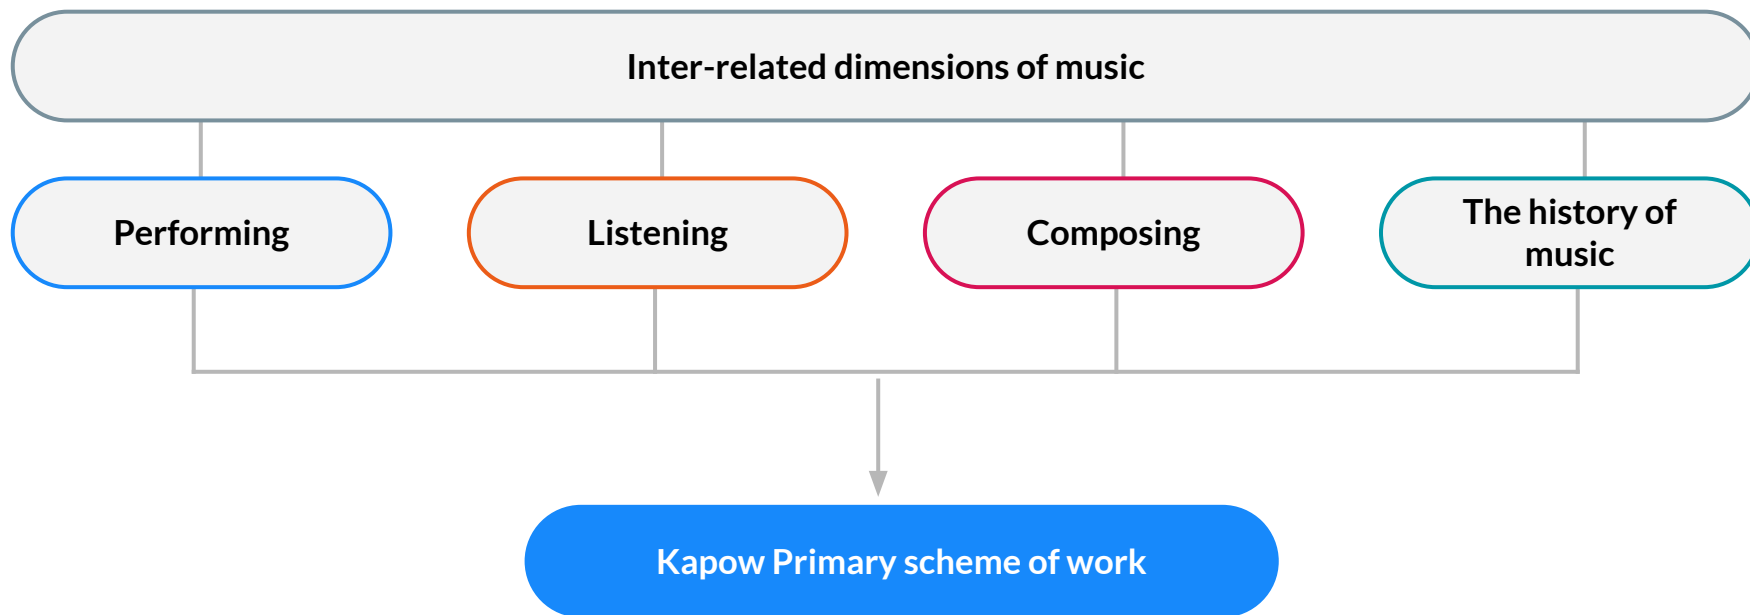 Inter-related dimensions of music
Performing
Listening
Composing
The history of
music
Kapow Primary scheme of work